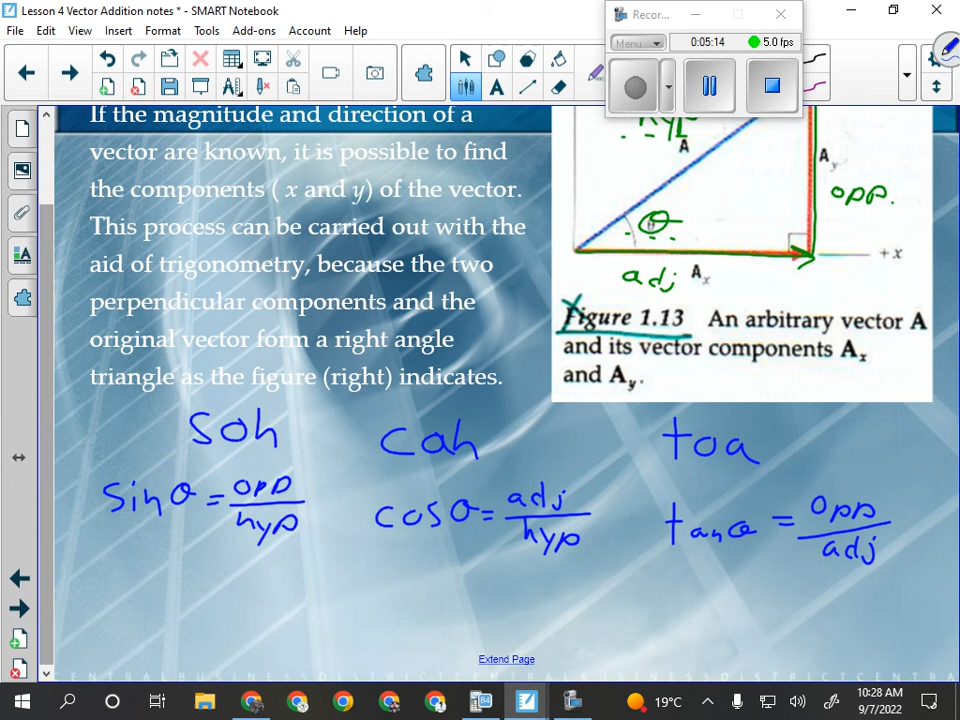 Lesson 4 Vector Addition notes * - SMART Notebook
File Edit View Insert Format Tools Add-ons Account Help
Recor...
Menu 0:05:14 5.0 fps
If the magnitude and direction of a
vector are known, it is possible to find
the components ( x and y) of the vector.
This process can be carried out with the
aid of trigonometry, because the two
perpendicular components and the
original vector form a right angle
triangle as the figure (right) indicates.
hyp
A
Ay
opp.
θ
+x
adj Ax
Figure 1.13 An arbitrary vector A
and its vector components Ax
and Ay.
soh cah toa
sinθ = opp/hyp cosθ = adj/hyp tanθ = opp/adj
Extend Page
19°C
10:28 AM
9/7/2022